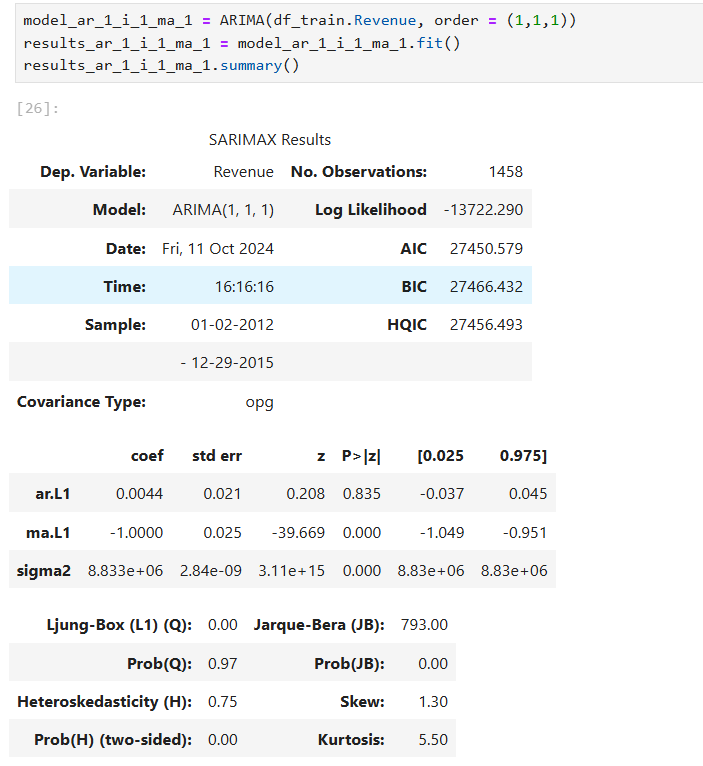 model_ar_1_i_1_ma_1 = ARIMA(df_train.Revenue, order = (1,1,1))
results_ar_1_i_1_ma_1 = model_ar_1_i_1_ma_1.fit()
results_ar_1_i_1_ma_1.summary()
[26]:
SARIMAX Results
Dep. Variable: Revenue No. Observations: 1458
Model: ARIMA(1, 1, 1) Log Likelihood -13722.290
Date: Fri, 11 Oct 2024 AIC 27450.579
Time: 16:16:16 BIC 27466.432
Sample: 01-02-2012 HQIC 27456.493
- 12-29-2015
Covariance Type: opg
coef std err z P>|z| [0.025 0.975]
ar.L1 0.0044 0.021 0.208 0.835 -0.037 0.045
ma.L1 -1.0000 0.025 -39.669 0.000 -1.049 -0.951
sigma2 8.833e+06 2.84e-09 3.11e+15 0.000 8.83e+06 8.83e+06
Ljung-Box (L1) (Q): 0.00 Jarque-Bera (JB): 793.00
Prob(Q): 0.97 Prob(JB): 0.00
Heteroskedasticity (H): 0.75 Skew: 1.30
Prob(H) (two-sided): 0.00 Kurtosis: 5.50